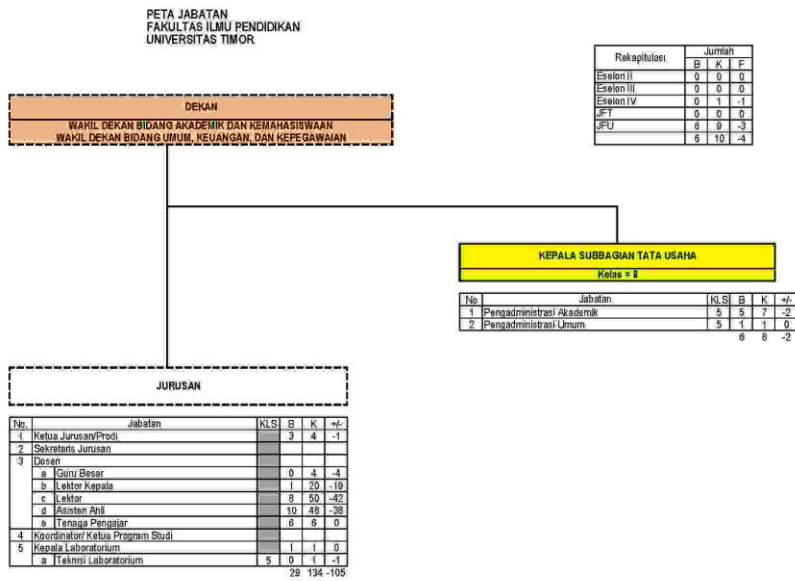 PETA JABATAN
FAKULTAS ILMU PENDIDIKAN
UNIVERSITAS TIMOR
Rekapitulasi Jumlah
B K F
Eselon II 0 0 0
Eselon III 0 0 0
Eselon IV 0 1 -1
JFT 0 0 0
JFU 6 9 -3
6 10 -4
DEKAN
WAKIL DEKAN BIDANG AKADEMIK DAN KEMAHASISWAAN
WAKIL DEKAN BIDANG UMUM, KEUANGAN, DAN KEPEGAWAIAN
KEPALA SUBBAGIAN TATA USAHA
Kelas = 8
No Jabatan KLS B K +/-
1 Pengadministrasi Akademik 5 5 7 -2
2 Pengadministrasi Umum 5 1 1 0
6 8 -2
JURUSAN
No. Jabatan KLS B K +/-
1 Ketua Jurusan/Prodi 3 4 -1
2 Sekretaris Jurusan
3 Dosen
a Guru Besar 0 4 -4
b Lektor Kepala 1 20 -19
c Lektor 8 50 -42
d Asisten Ahli 10 48 -38
e Tenaga Pengajar 6 6 0
4 Koordinator/ Ketua Program Studi
5 Kepala Laboratorium 1 1 0
a Teknisi Laboratorium 5 0 1 -1
29 134 -105